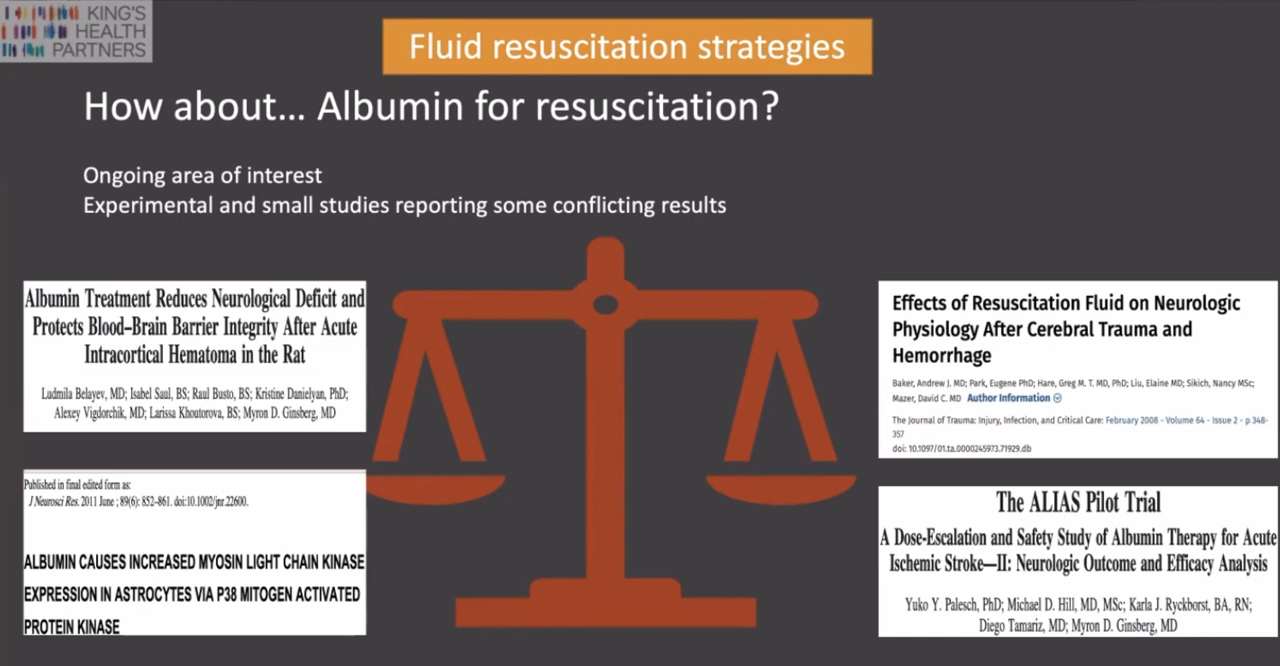 KING'S
HEALTH
PARTNERS
Fluid resuscitation strategies
How about... Albumin for resuscitation?
Ongoing area of interest
Experimental and small studies reporting some conflicting results
Albumin Treatment Reduces Neurological Deficit and
Protects Blood–Brain Barrier Integrity After Acute
Intracortical Hematoma in the Rat
Ludmila Belayev, MD; Isabel Saul, BS; Raul Busto, BS; Kristine Danielyan, PhD;
Alexey Vigdorchik, MD; Larissa Khoutorova, BS; Myron D. Ginsberg, MD
Published in final edited form as:
J Neurosci Res. 2011 June ; 89(6): 852–861. doi:10.1002/jnr.22600.
ALBUMIN CAUSES INCREASED MYOSIN LIGHT CHAIN KINASE
EXPRESSION IN ASTROCYTES VIA P38 MITOGEN ACTIVATED
PROTEIN KINASE
Effects of Resuscitation Fluid on Neurologic
Physiology After Cerebral Trauma and
Hemorrhage
Baker, Andrew J. MD; Park, Eugene PhD; Hare, Greg M. T. MD, PhD; Liu, Elaine MD; Sikich, Nancy MSc;
Mazer, David C. MD Author Information
The Journal of Trauma: Injury, Infection, and Critical Care: February 2008 - Volume 64 - Issue 2 - p 348-
357
doi: 10.1097/01.ta.0000245973.71929.db
The ALIAS Pilot Trial
A Dose-Escalation and Safety Study of Albumin Therapy for Acute
Ischemic Stroke—II: Neurologic Outcome and Efficacy Analysis
Yuko Y. Palesch, PhD; Michael D. Hill, MD, MSc; Karla J. Ryckborst, BA, RN;
Diego Tamariz, MD; Myron D. Ginsberg, MD